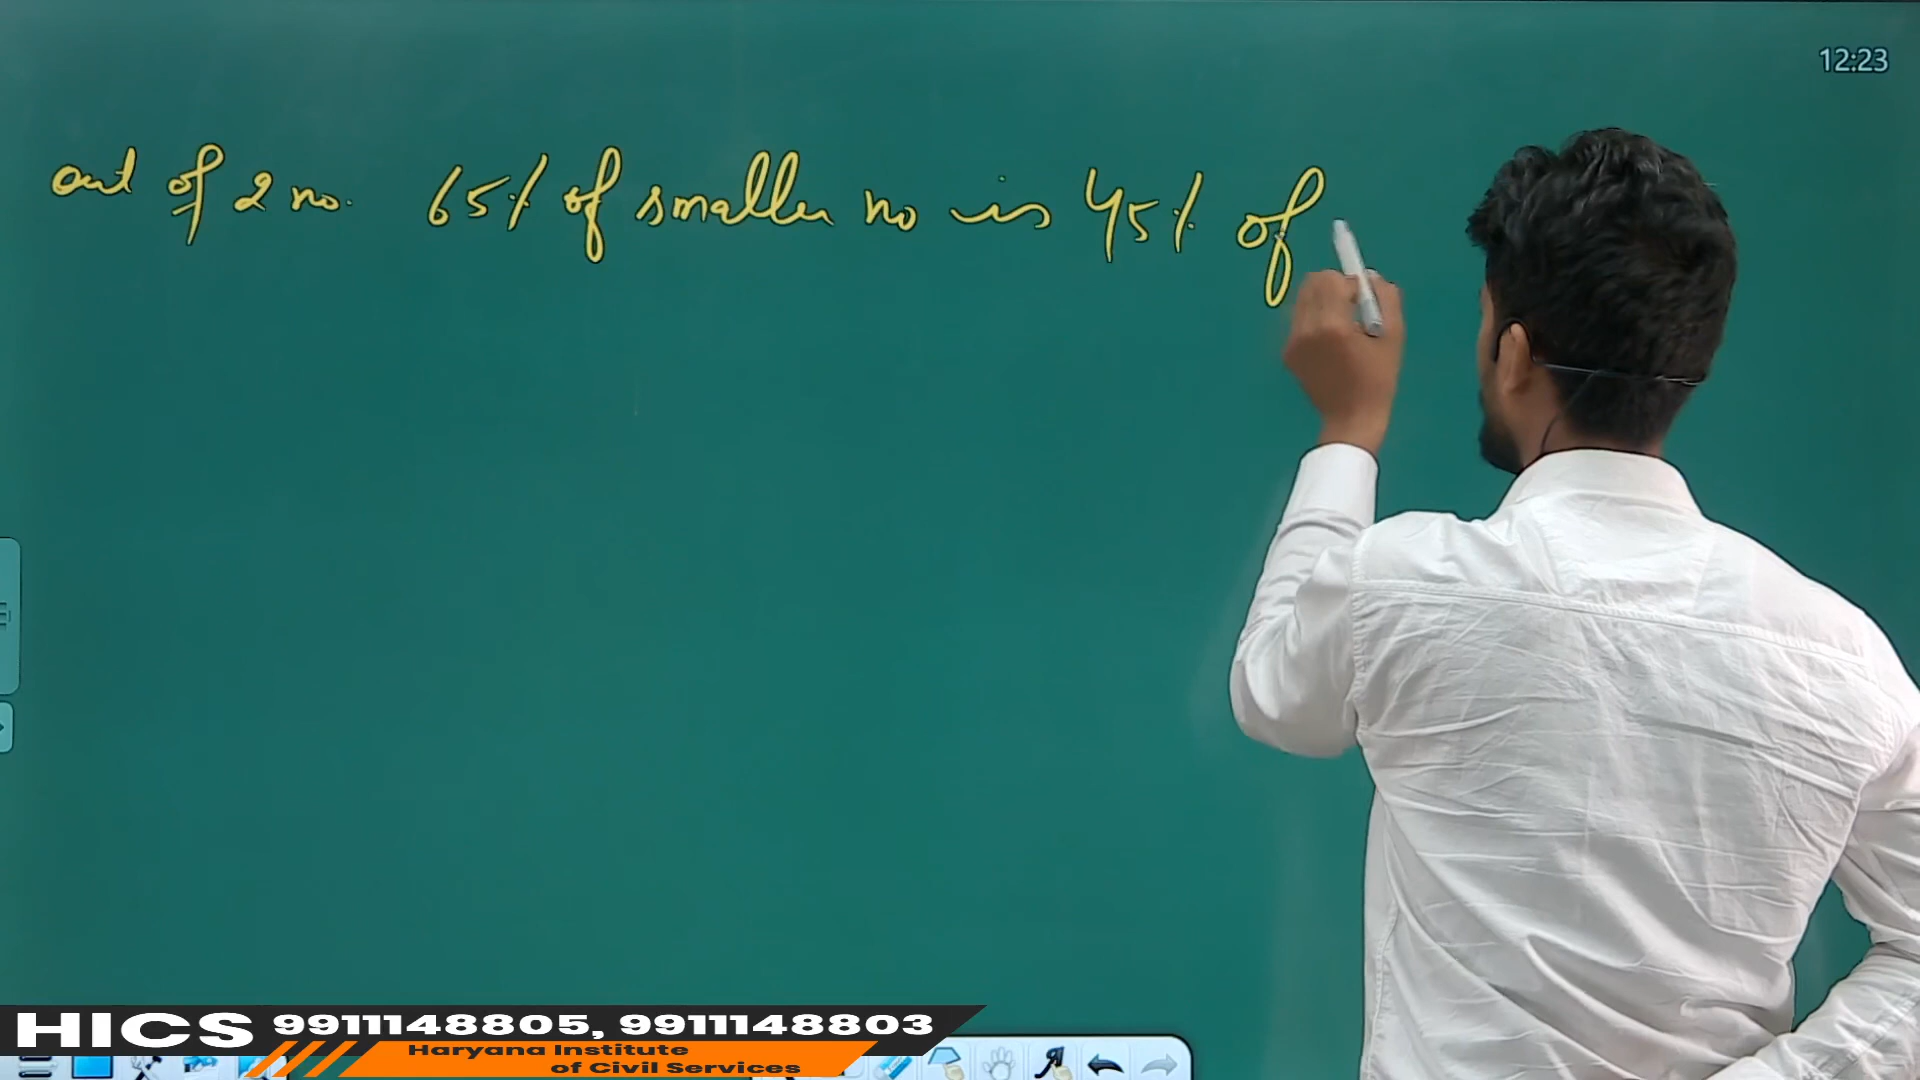 12:23
out of 2 no. 65% of smaller no is 45% of
HICS 9911148805, 9911148803
Haryana Institute
of Civil Services